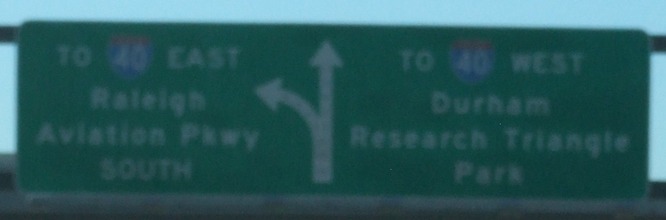 TO 40 EAST
Raleigh
Aviation Pkwy
SOUTH
TO 40 WEST
Durham
Research Triangle
Park